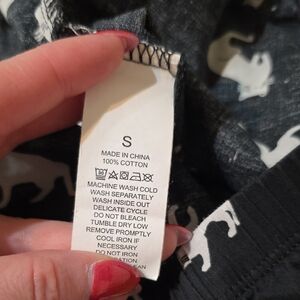 S
MADE IN CHINA
100% COTTON
MACHINE WASH COLD
WASH SEPARATELY
WASH INSIDE OUT
DELICATE CYCLE
DO NOT BLEACH
TUMBLE DRY LOW
REMOVE PROMPTLY
COOL IRON IF
NECESSARY
DO NOT IRON